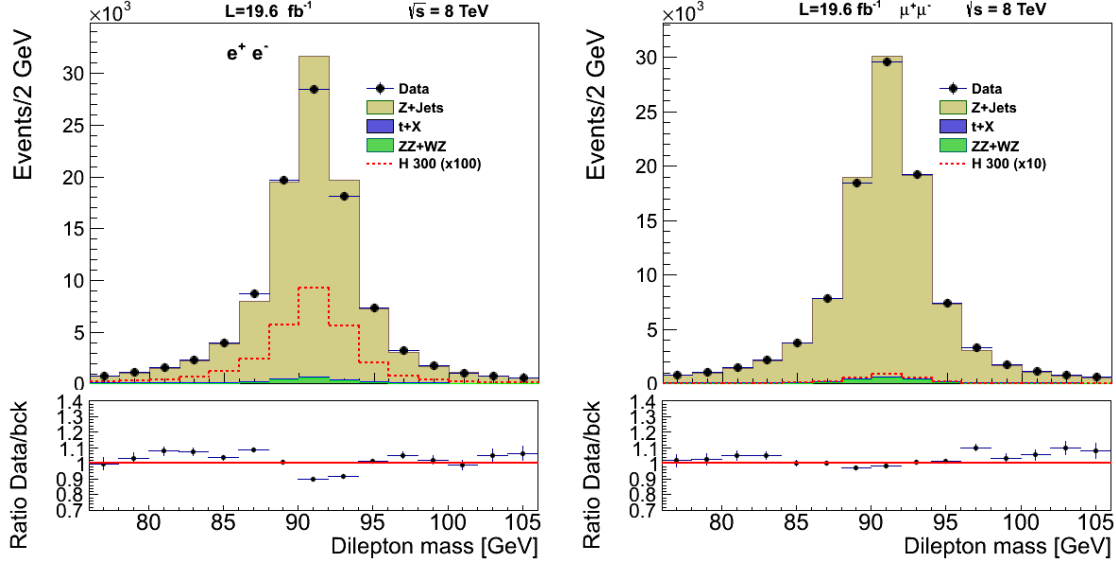 ×10³ L=19.6 fb⁻¹ √s = 8 TeV
e⁺ e⁻
Events/2 GeV
30
25
20
15
10
5
0
Data
Z+Jets
t+X
ZZ+WZ
H 300 (x100)
Ratio Data/bck
1.4
1.3
1.2
1.1
1
0.9
0.8
0.7
80 85 90 95 100 105
Dilepton mass [GeV]
×10³ L=19.6 fb⁻¹ μ⁺μ⁻ √s = 8 TeV
Events/2 GeV
35
30
25
20
15
10
5
0
Data
Z+Jets
t+X
ZZ+WZ
H 300 (x10)
Ratio Data/bck
1.4
1.3
1.2
1.1
1
0.9
0.8
0.7
80 85 90 95 100 105
Dilepton mass [GeV]